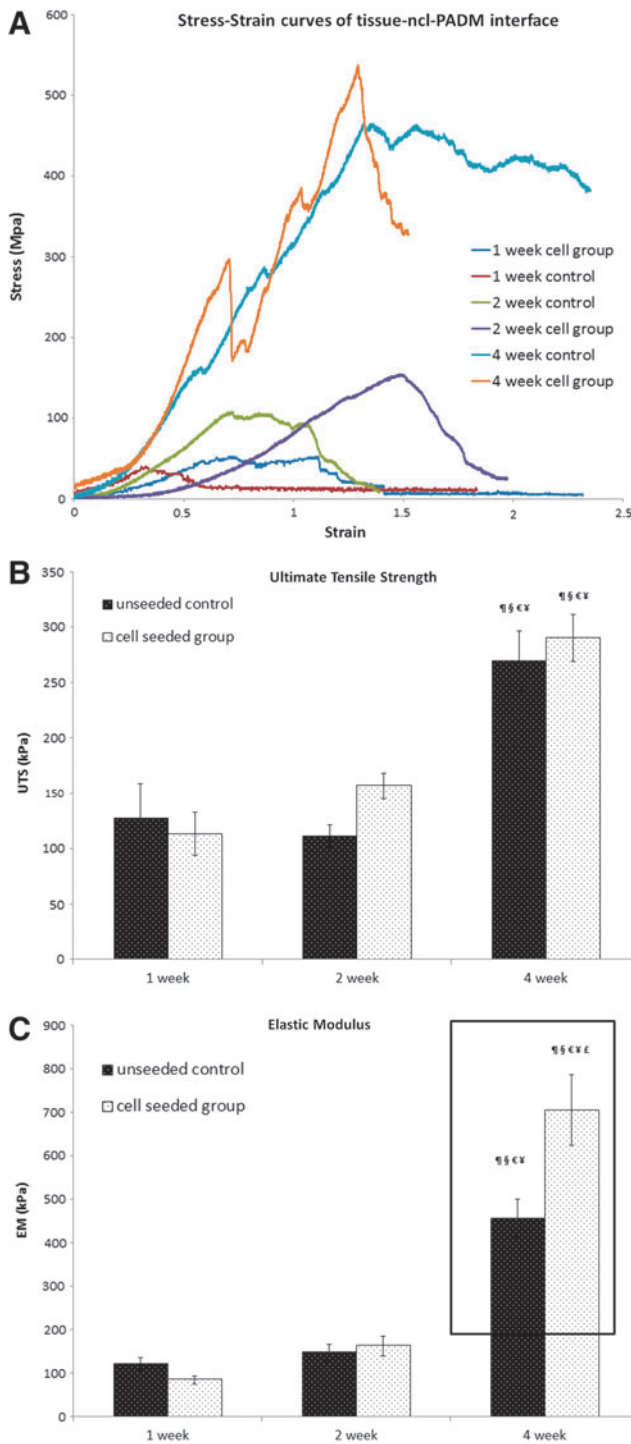 A
Stress-Strain curves of tissue-ncl-PADM interface
600
500
400
300
200
100
0
Stress (Mpa)
0
0.5
1
1.5
2
2.5
Strain
1 week cell group
1 week control
2 week control
2 week cell group
4 week control
4 week cell group
B
Ultimate Tensile Strength
350
300
250
200
150
100
50
0
UTS (kPa)
unseeded control
cell seeded group
¶§€¥
¶§€¥
1 week
2 week
4 week
C
Elastic Modulus
900
800
700
600
500
400
300
200
100
0
EM (kPa)
unseeded control
cell seeded group
¶§€¥
¶§€¥£
1 week
2 week
4 week